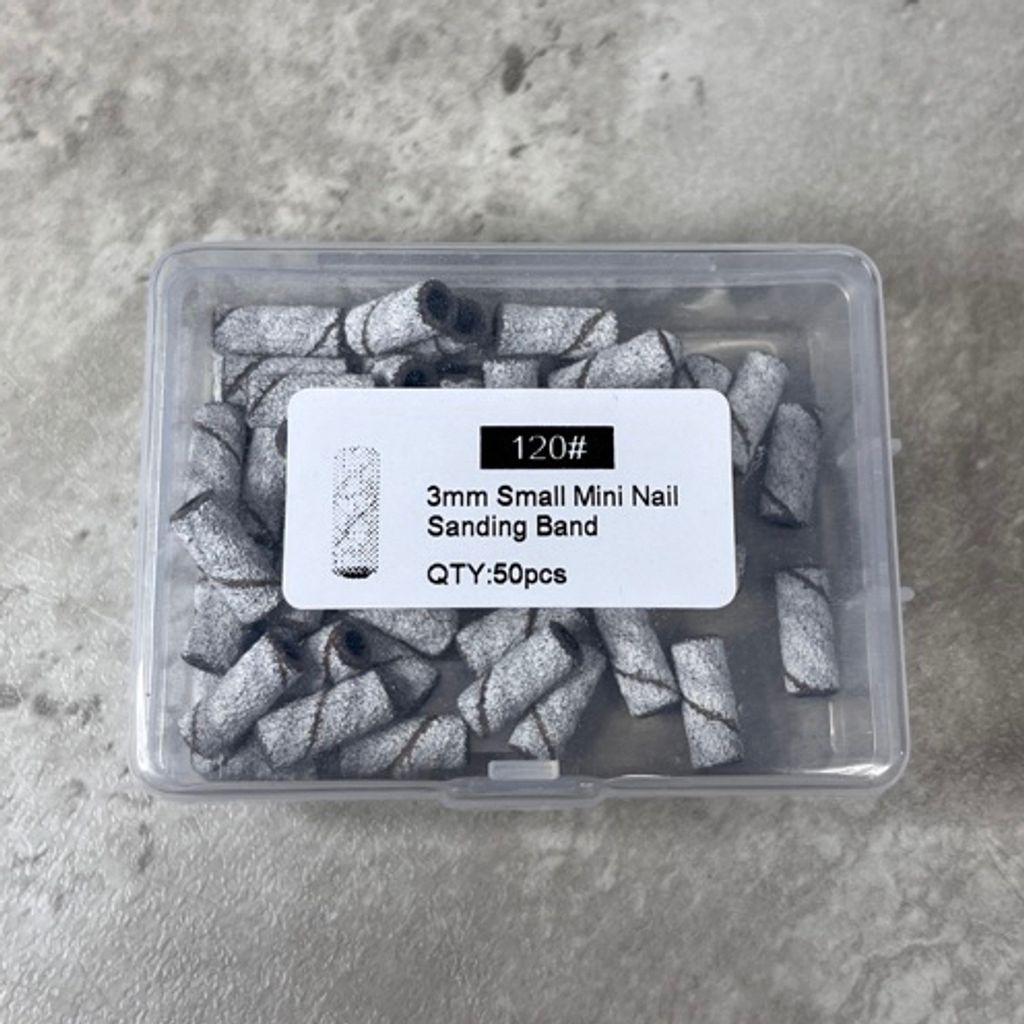 120#
3mm Small Mini Nail
Sanding Band
QTY:50pcs